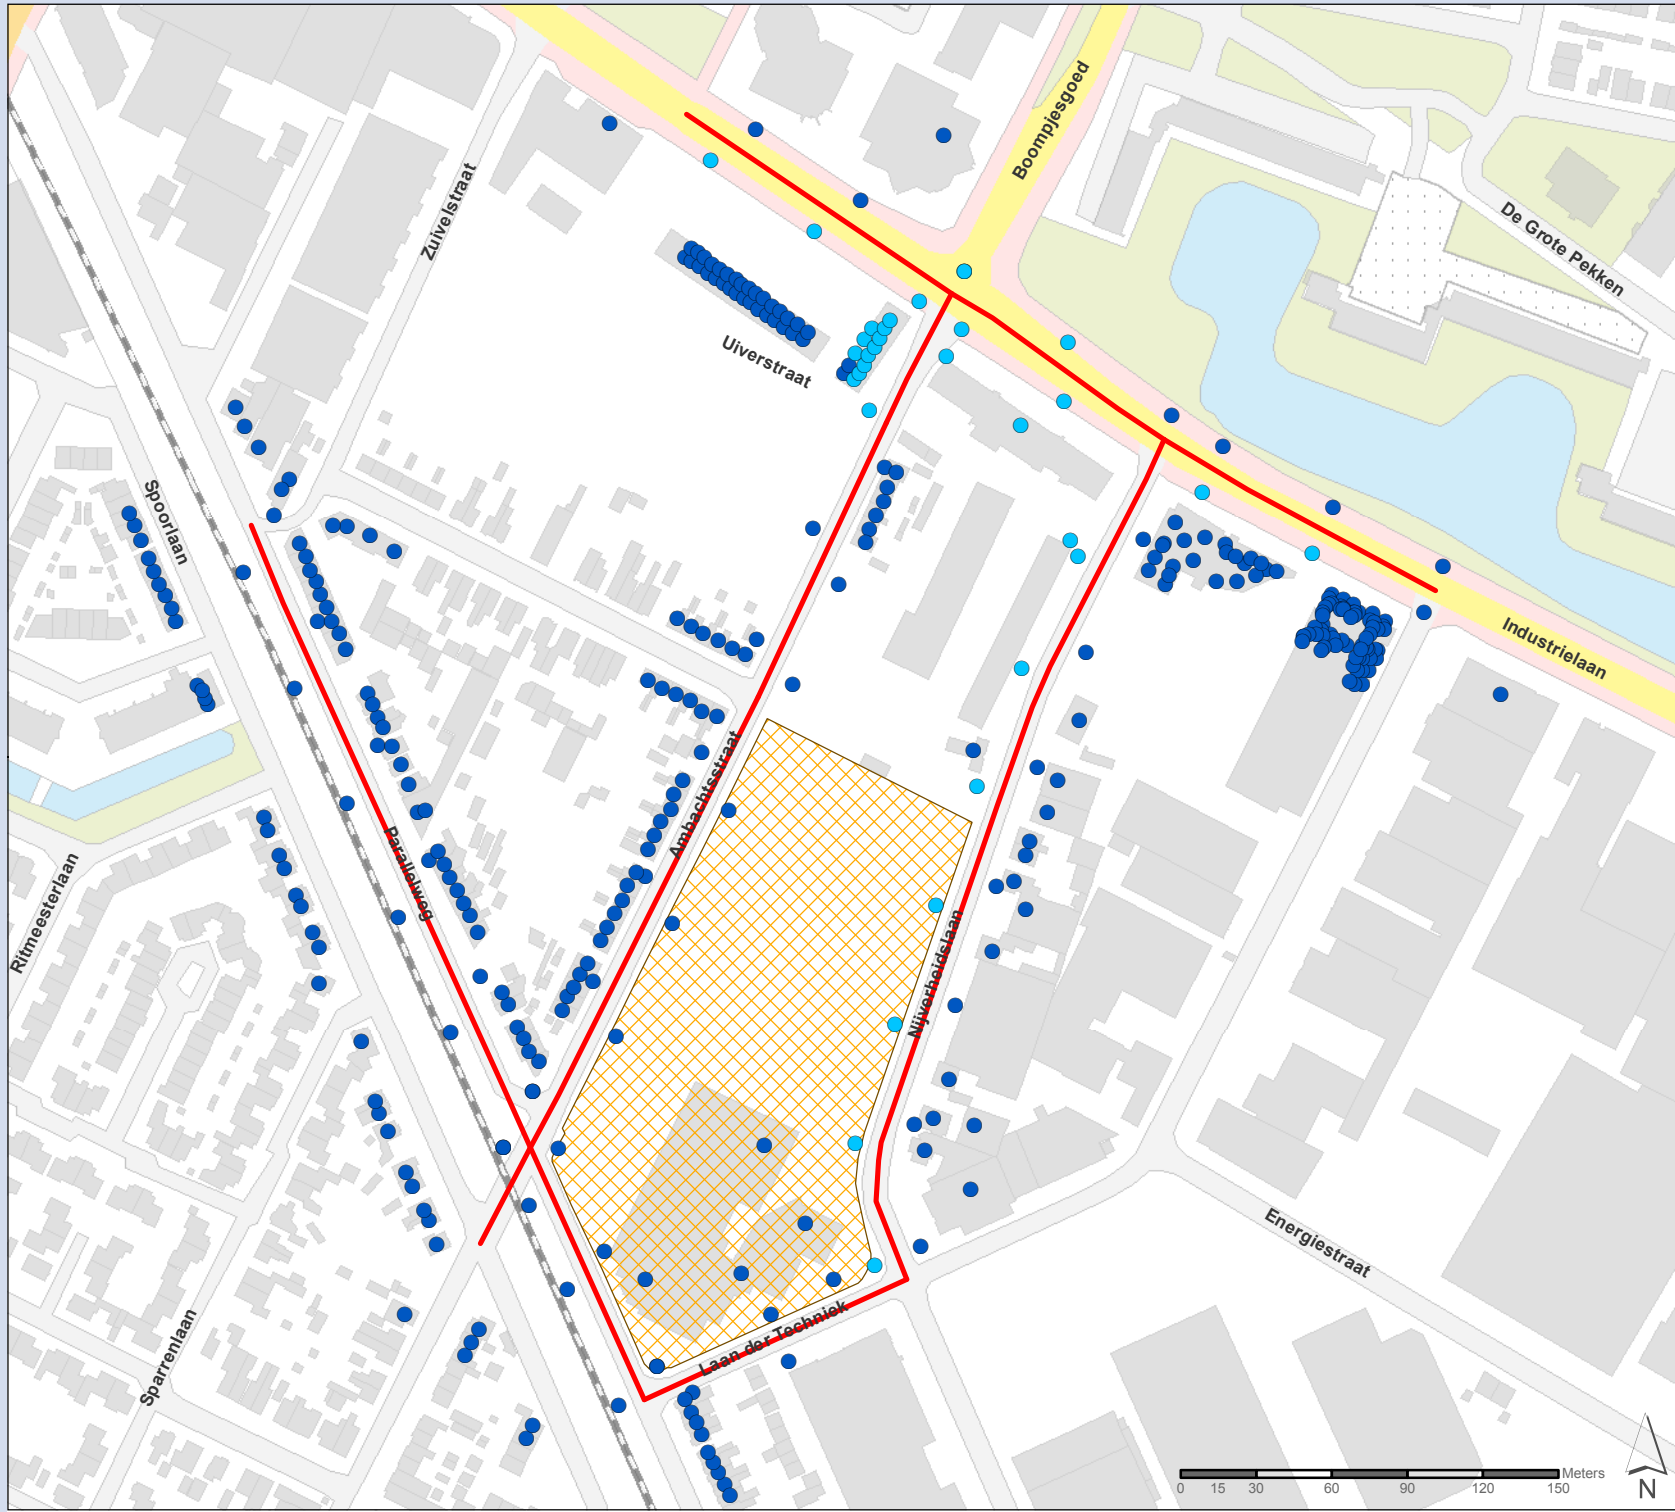 Boompjesgoed
De Grote Pekken
Zuivelstraat
Uiverstraat
Spoorlaan
Industrielaan
Ambachtsstraat
Parallelweg
Ritmeesterlaan
Nijverheidslaan
Energiestraat
Laan der Techniek
Sparrenlaan
Meters
0 15 30 60 90 120 150
N